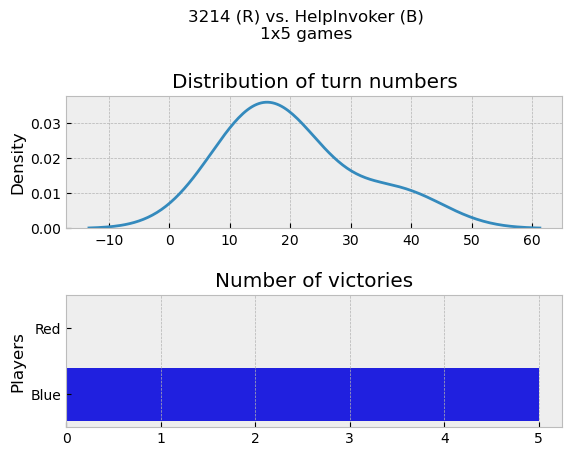 3214 (R) vs. HelpInvoker (B)
1x5 games
Distribution of turn numbers
Density
0.03
0.02
0.01
0.00
−10 0 10 20 30 40 50 60
Number of victories
Players
Red
Blue
0 1 2 3 4 5